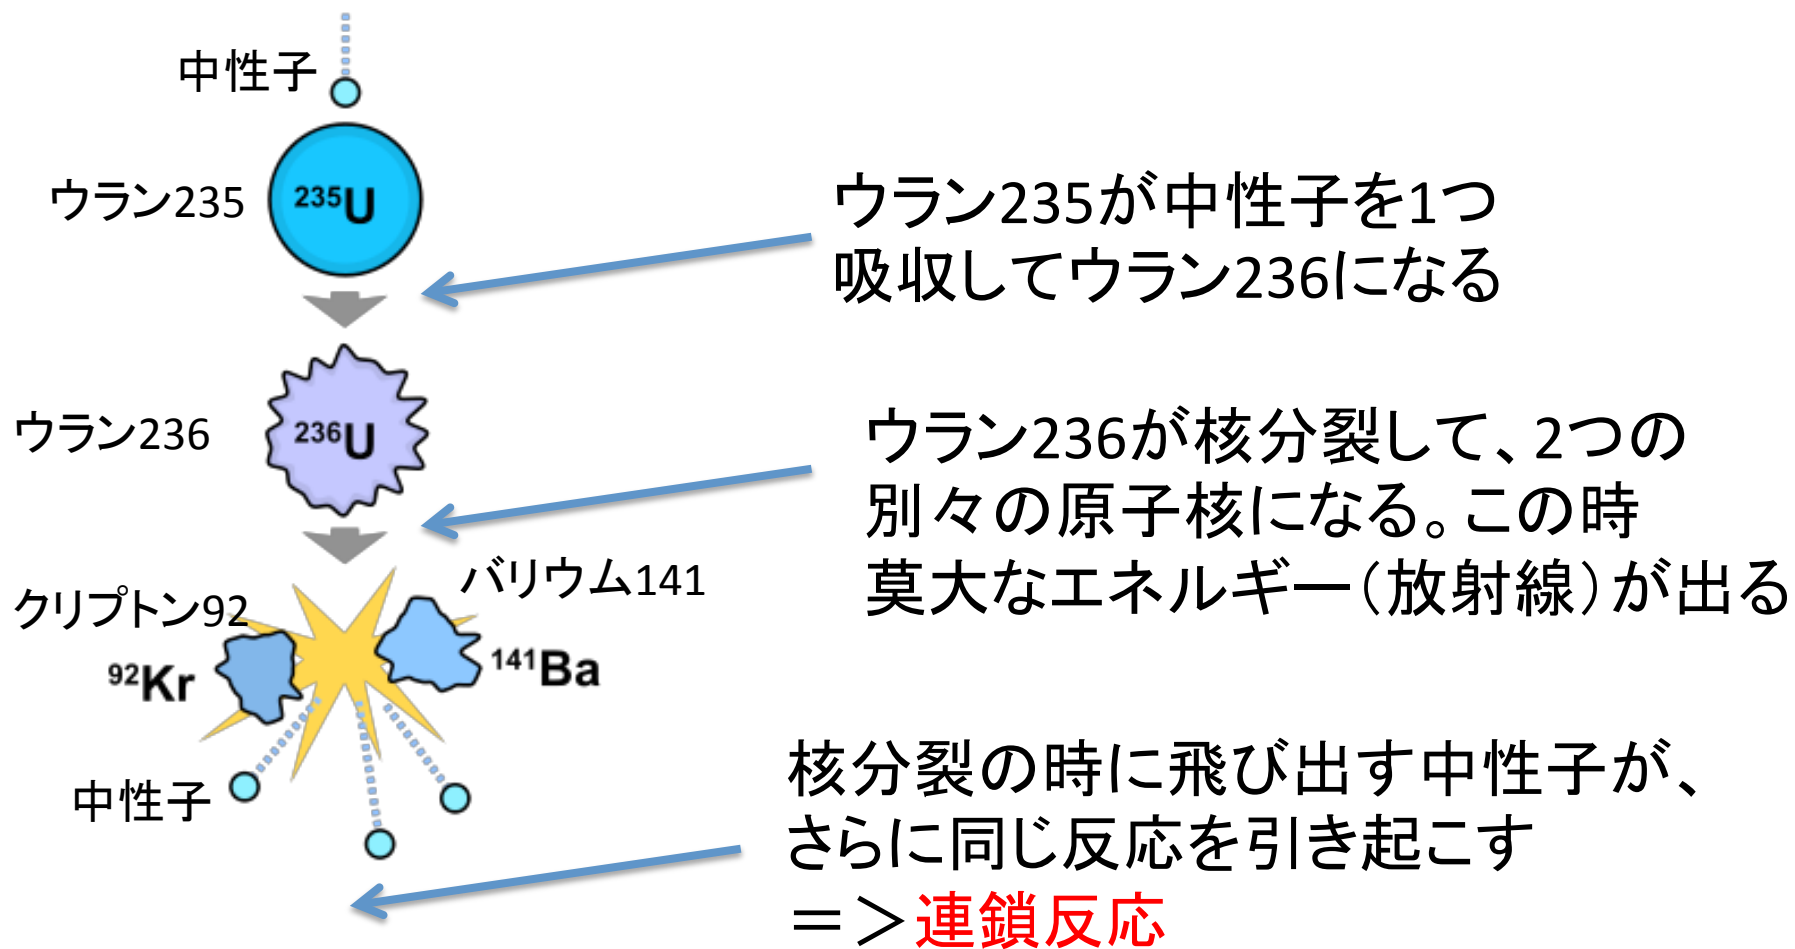 中性子
ウラン235
²³⁵U
ウラン235が中性子を1つ
吸収してウラン236になる
ウラン236
²³⁶U
ウラン236が核分裂して、2つの
別々の原子核になる。この時
莫大なエネルギー(放射線)が出る
クリプトン92
バリウム141
⁹²Kr
¹⁴¹Ba
中性子
核分裂の時に飛び出す中性子が、
さらに同じ反応を引き起こす
=>連鎖反応